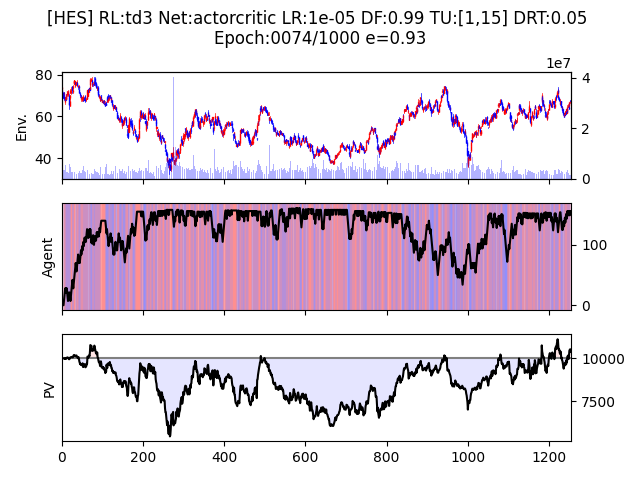 [HES] RL:td3 Net:actorcritic LR:1e-05 DF:0.99 TU:[1,15] DRT:0.05
Epoch:0074/1000 e=0.93
1e7
80
60
40
Env.
4
2
0
Agent
100
0
PV
10000
7500
0 200 400 600 800 1000 1200